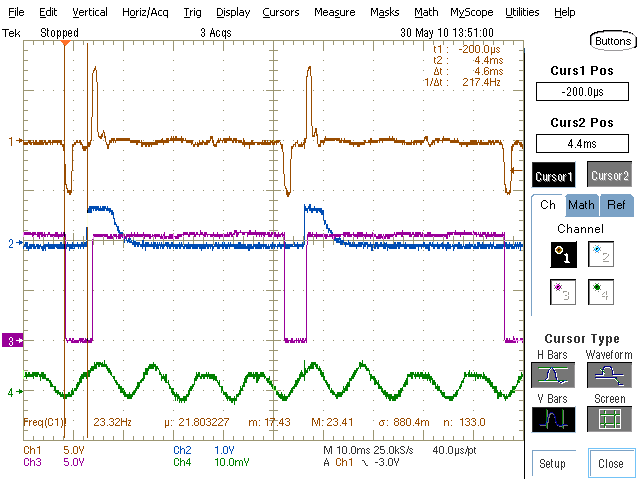 File Edit Vertical Horiz/Acq Trig Display Cursors Measure Masks Math MyScope Utilities Help
Tek Stopped 3 Acqs 30 May 10 13:51:00
Buttons
t1: -200.0µs
t2: 4.4ms
Δt: 4.6ms
1/Δt: 217.4Hz
Curs1 Pos
-200.0µs
Curs2 Pos
4.4ms
Cursor1 Cursor2
Ch Math Ref
Channel
1 2
3 4
1
2
3
4
Cursor Type
H Bars Waveform
V Bars Screen
Setup Close
Freq(C1)! 23.32Hz µ: 21.803227 m: 17.43 M: 23.41 σ: 880.4m n: 133.0
Ch1 5.0V Ch2 1.0V M 10.0ms 25.0kS/s 40.0µs/pt
Ch3 5.0V Ch4 10.0mV A Ch1 -3.0V